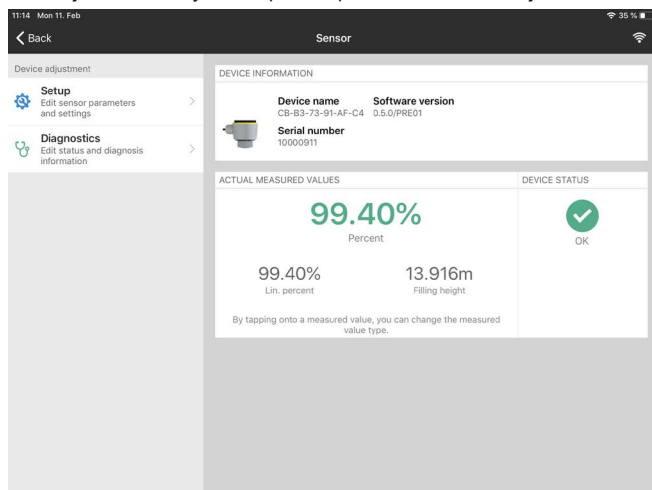 11:14 Mon 11. Feb
35 %
Back
Sensor
Device adjustment
Setup
Edit sensor parameters
and settings
Diagnostics
Edit status and diagnosis
information
DEVICE INFORMATION
Device name
CB-B3-73-91-AF-C4
Software version
0.5.0/PRE01
Serial number
10000911
ACTUAL MEASURED VALUES
99.40%
Percent
99.40%
Lin. percent
13.916m
Filling height
By tapping onto a measured value, you can change the measured
value type.
DEVICE STATUS
OK